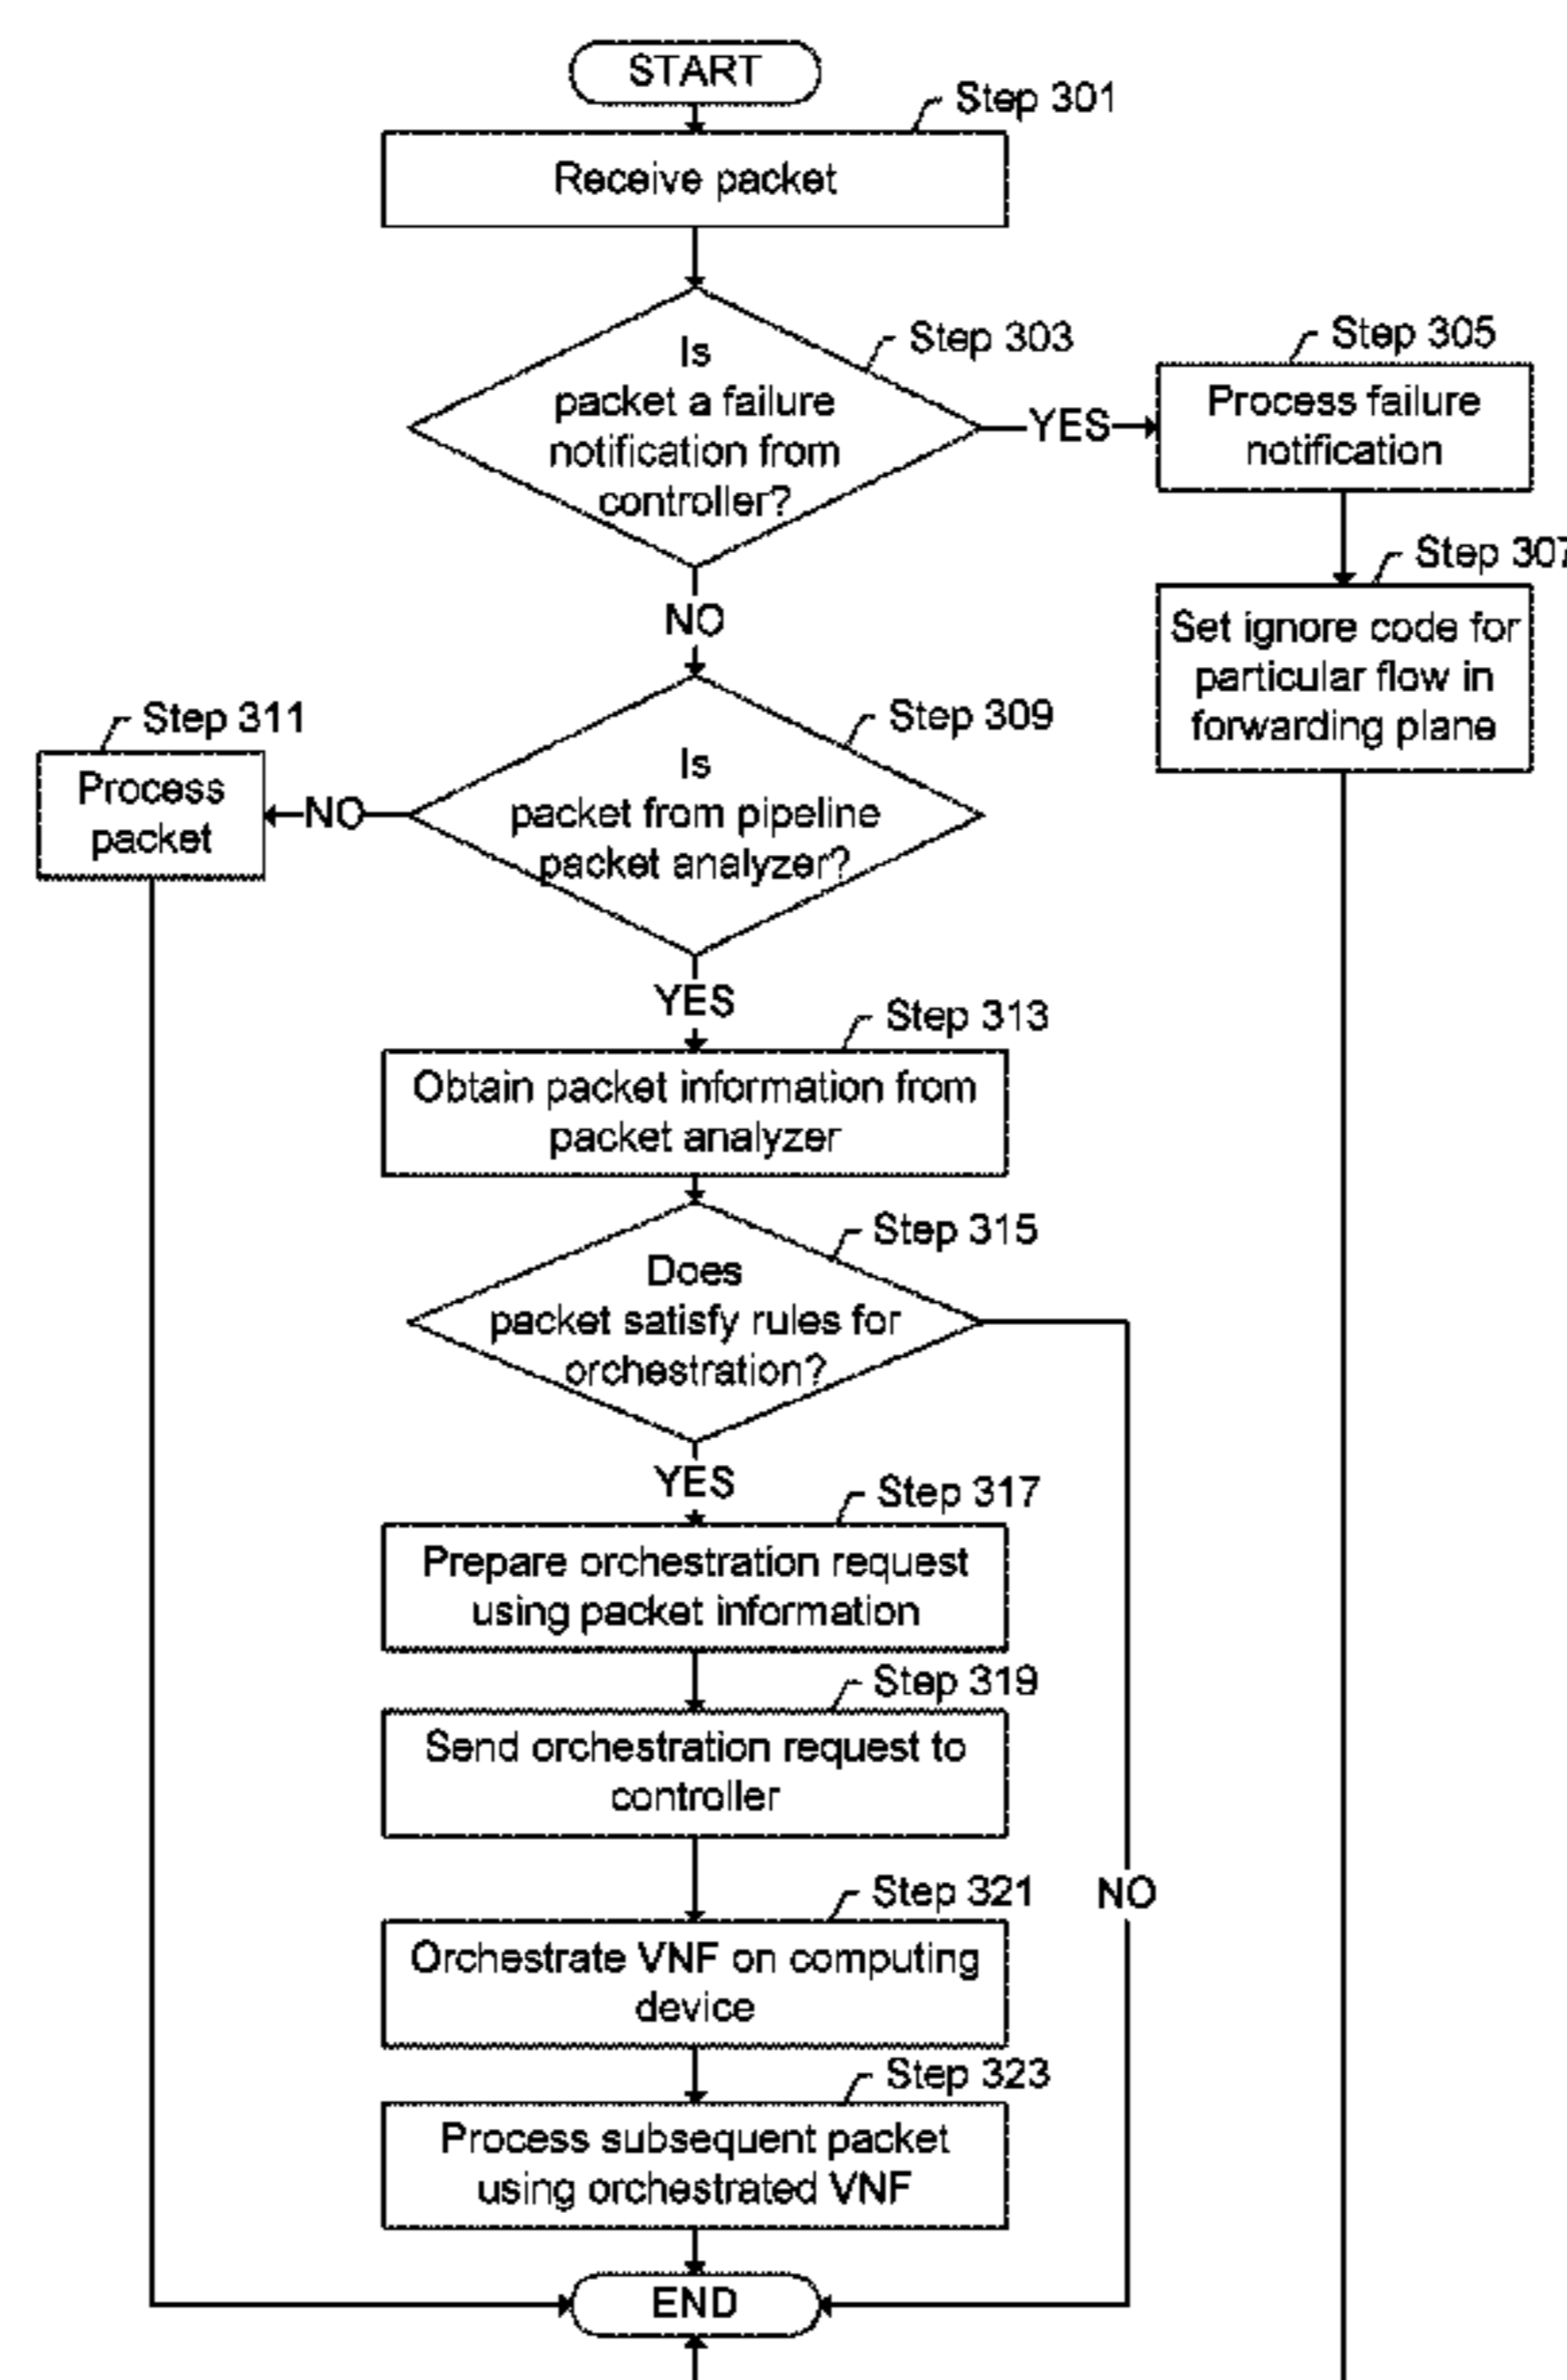 START
Step 301
Receive packet
Step 303
Is
packet a failure
notification from
controller?
YES
Step 305
Process failure
notification
Step 307
Set ignore code for
particular flow in
forwarding plane
NO
Step 309
Is
packet from pipeline
packet analyzer?
NO
Step 311
Process
packet
YES
Step 313
Obtain packet information from
packet analyzer
Step 315
Does
packet satisfy rules for
orchestration?
YES
Step 317
Prepare orchestration request
using packet information
Step 319
Send orchestration request to
controller
Step 321
NO
Orchestrate VNF on computing
device
Step 323
Process subsequent packet
using orchestrated VNF
END